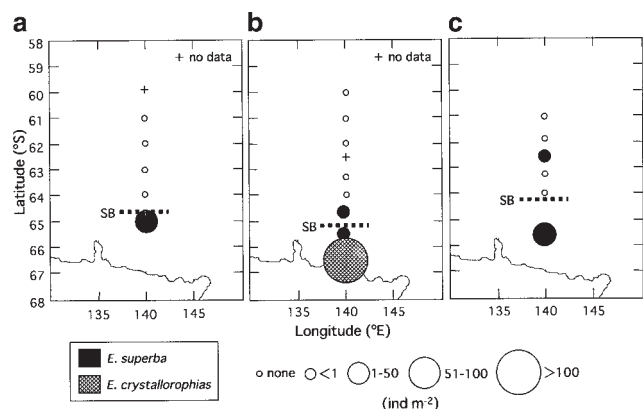 a
b
c
+ no data
+ no data
58
59
60
61
62
63
64
65
66
67
68
Latitude (°S)
SB
SB
SB
135 140 145
135 140 145
135 140 145
Longitude (°E)
E. superba
E. crystallorophias
none <1 1-50 51-100 >100
(ind m-2)